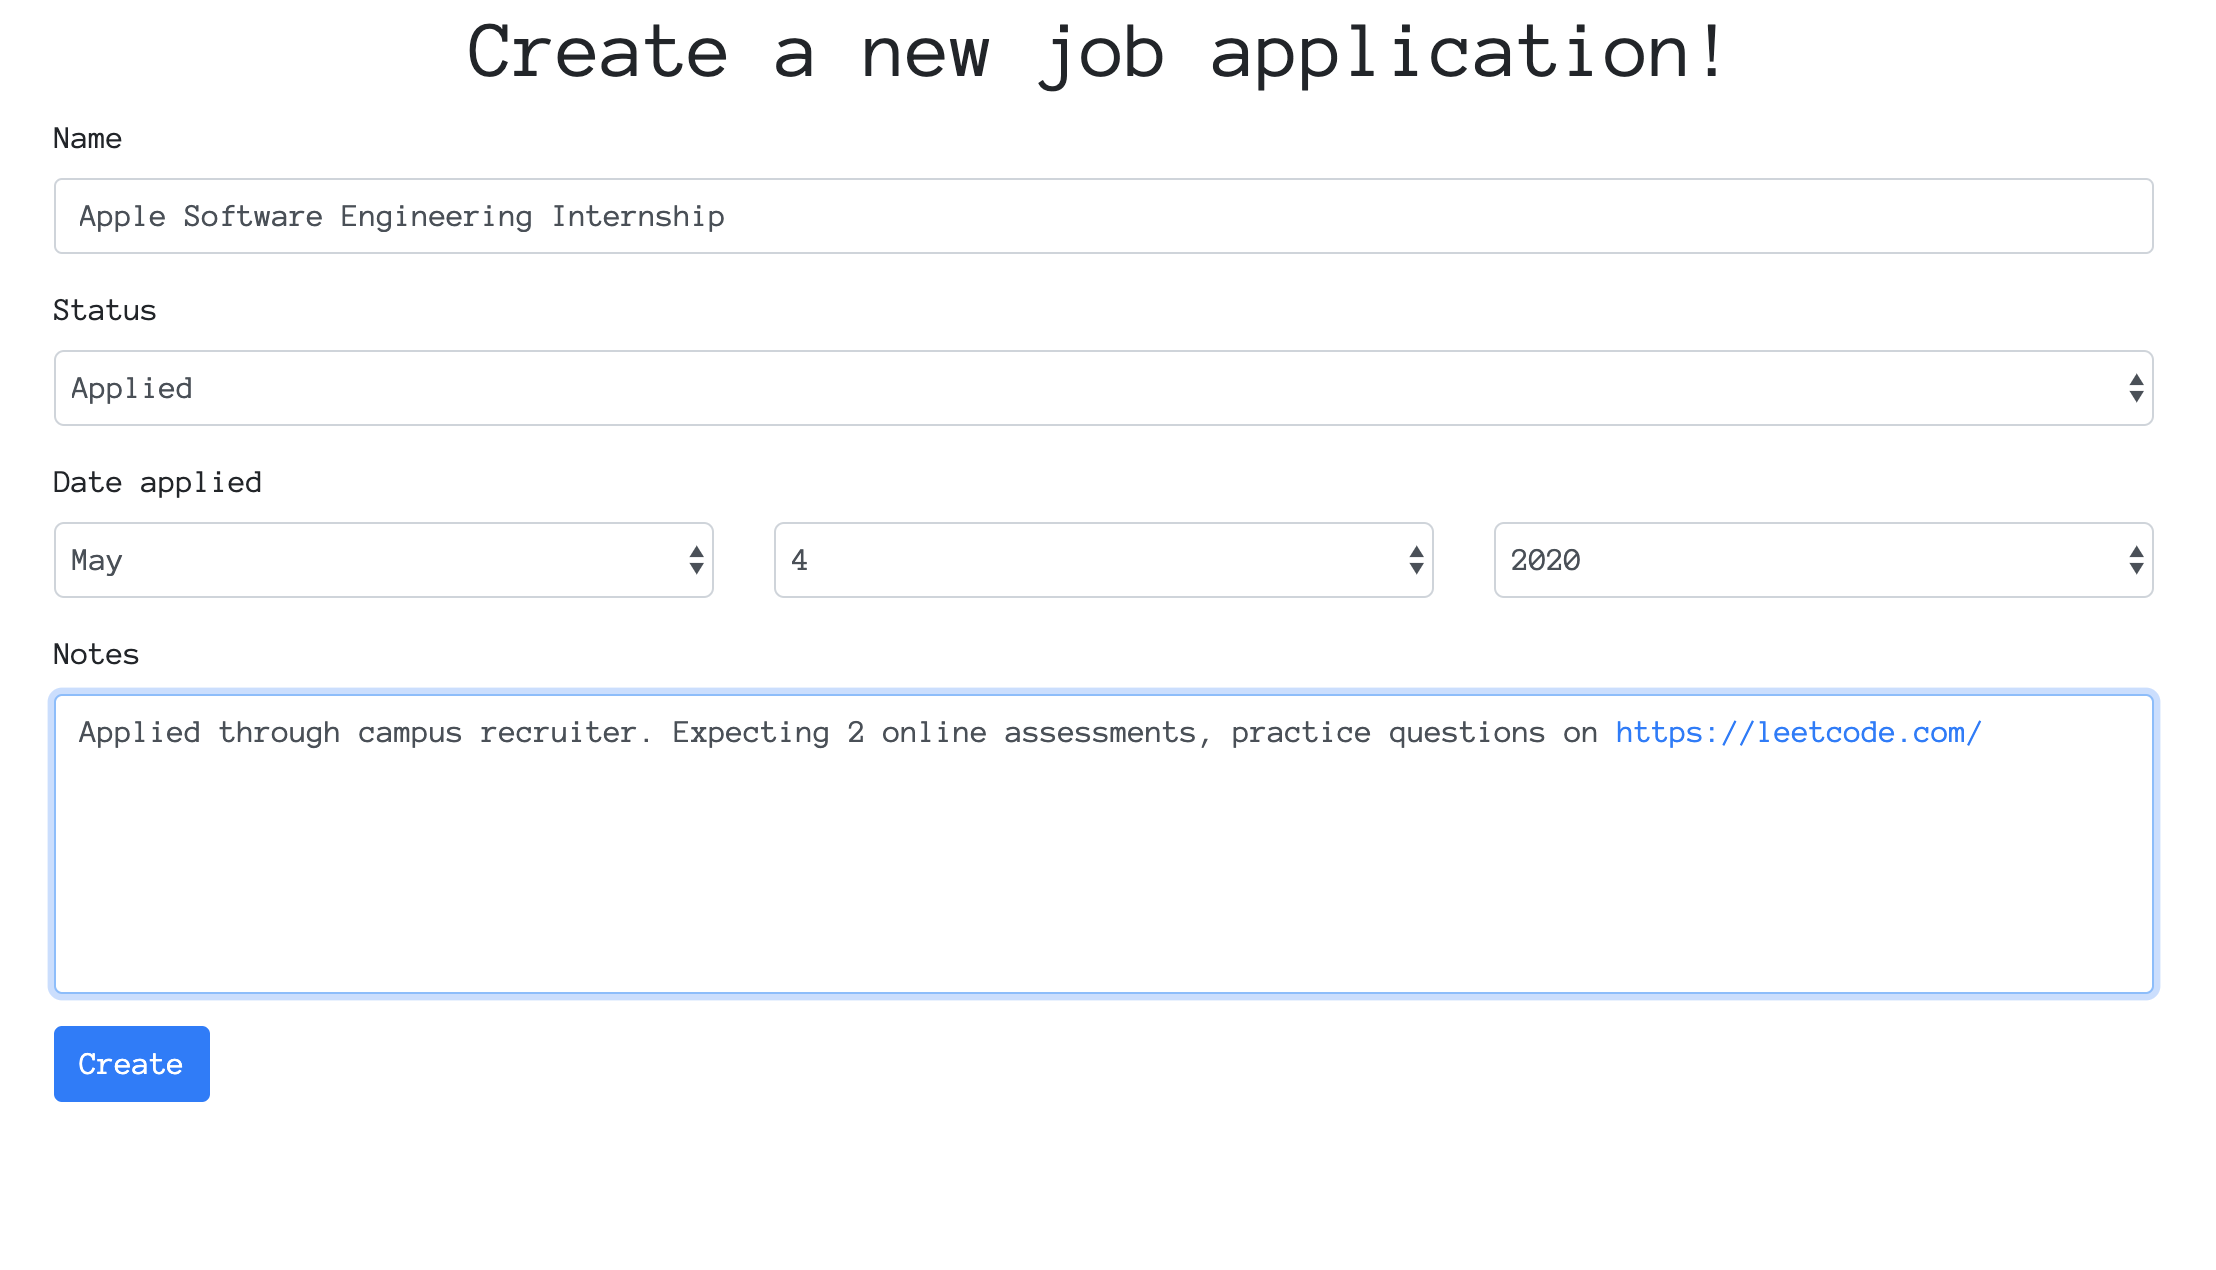 Create a new job application!
Name
Apple Software Engineering Internship
Status
Applied
Date applied
May 4 2020
Notes
Applied through campus recruiter. Expecting 2 online assessments, practice questions on https://leetcode.com/
Create